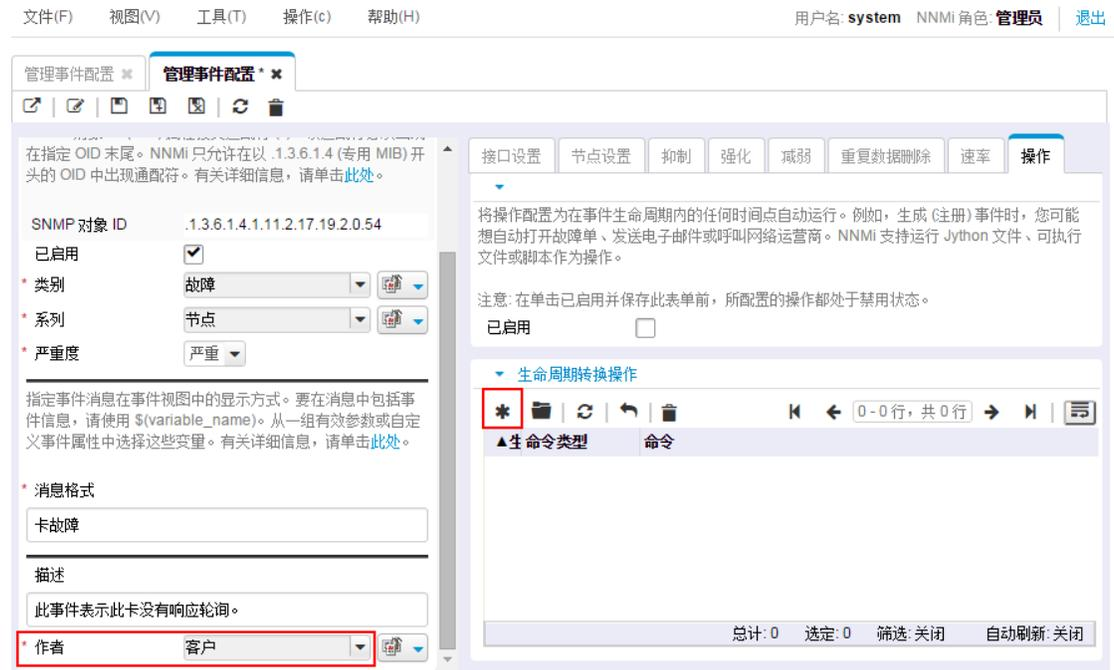 文件(F) 视图(V) 工具(T) 操作(c) 帮助(H) 用户名: system NNMi 角色: 管理员 退出
管理事件配置 管理事件配置 *
在指定 OID 末尾。NNMi 只允许在以 .1.3.6.1.4 (专用 MIB) 开
头的 OID 中出现通配符。有关详细信息，请单击此处。
SNMP 对象 ID .1.3.6.1.4.1.11.2.17.19.2.0.54
已启用
* 类别 故障
* 系列 节点
* 严重度 严重
指定事件消息在事件视图中的显示方式。要在消息中包括事
件信息，请使用 $(variable_name)。从一组有效参数或自定
义事件属性中选择这些变量。有关详细信息，请单击此处。
* 消息格式
卡故障
描述
此事件表示此卡没有响应轮询。
* 作者 客户
接口设置 节点设置 抑制 强化 减弱 重复数据删除 速率 操作
将操作配置为在事件生命周期内的任何时间点自动运行。例如，生成 (注册) 事件时，您可能
想自动打开故障单、发送电子邮件或呼叫网络运营商。NNMi 支持运行 Jython 文件、可执行
文件或脚本作为操作。
注意: 在单击已启用并保存此表单前，所配置的操作都处于禁用状态。
已启用
生命周期转换操作
0 - 0 行，共 0 行
▲生 命令类型 命令
总计: 0 选定: 0 筛选: 关闭 自动刷新: 关闭